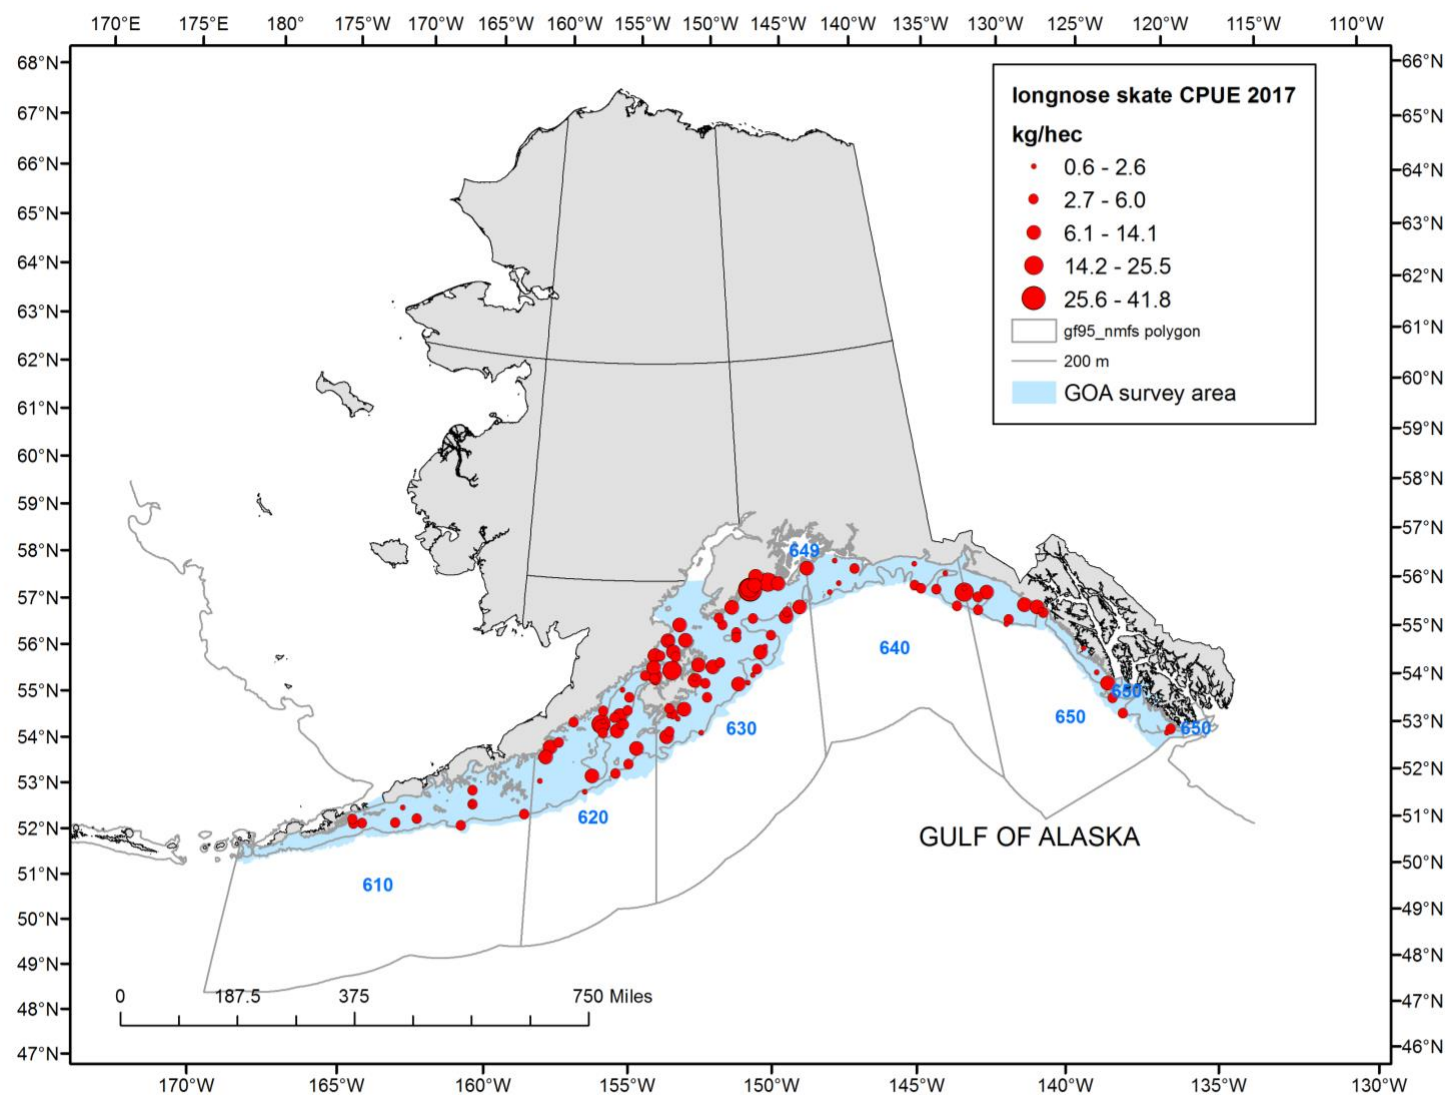 170°E 175°E 180° 175°W 170°W 165°W 160°W 155°W 150°W 145°W 140°W 135°W 130°W 125°W 120°W 115°W 110°W
68°N
67°N
66°N
65°N
64°N
63°N
62°N
61°N
60°N
59°N
58°N
57°N
56°N
55°N
54°N
53°N
52°N
51°N
50°N
49°N
48°N
47°N
longnose skate CPUE 2017
kg/hec
0.6 - 2.6
2.7 - 6.0
6.1 - 14.1
14.2 - 25.5
25.6 - 41.8
gf95_nmfs polygon
200 m
GOA survey area
649
640
650
650
650
630
620
610
GULF OF ALASKA
0 187.5 375 750 Miles
66°N
65°N
64°N
63°N
62°N
61°N
60°N
59°N
58°N
57°N
56°N
55°N
54°N
53°N
52°N
51°N
50°N
49°N
48°N
47°N
46°N
170°W 165°W 160°W 155°W 150°W 145°W 140°W 135°W 130°W